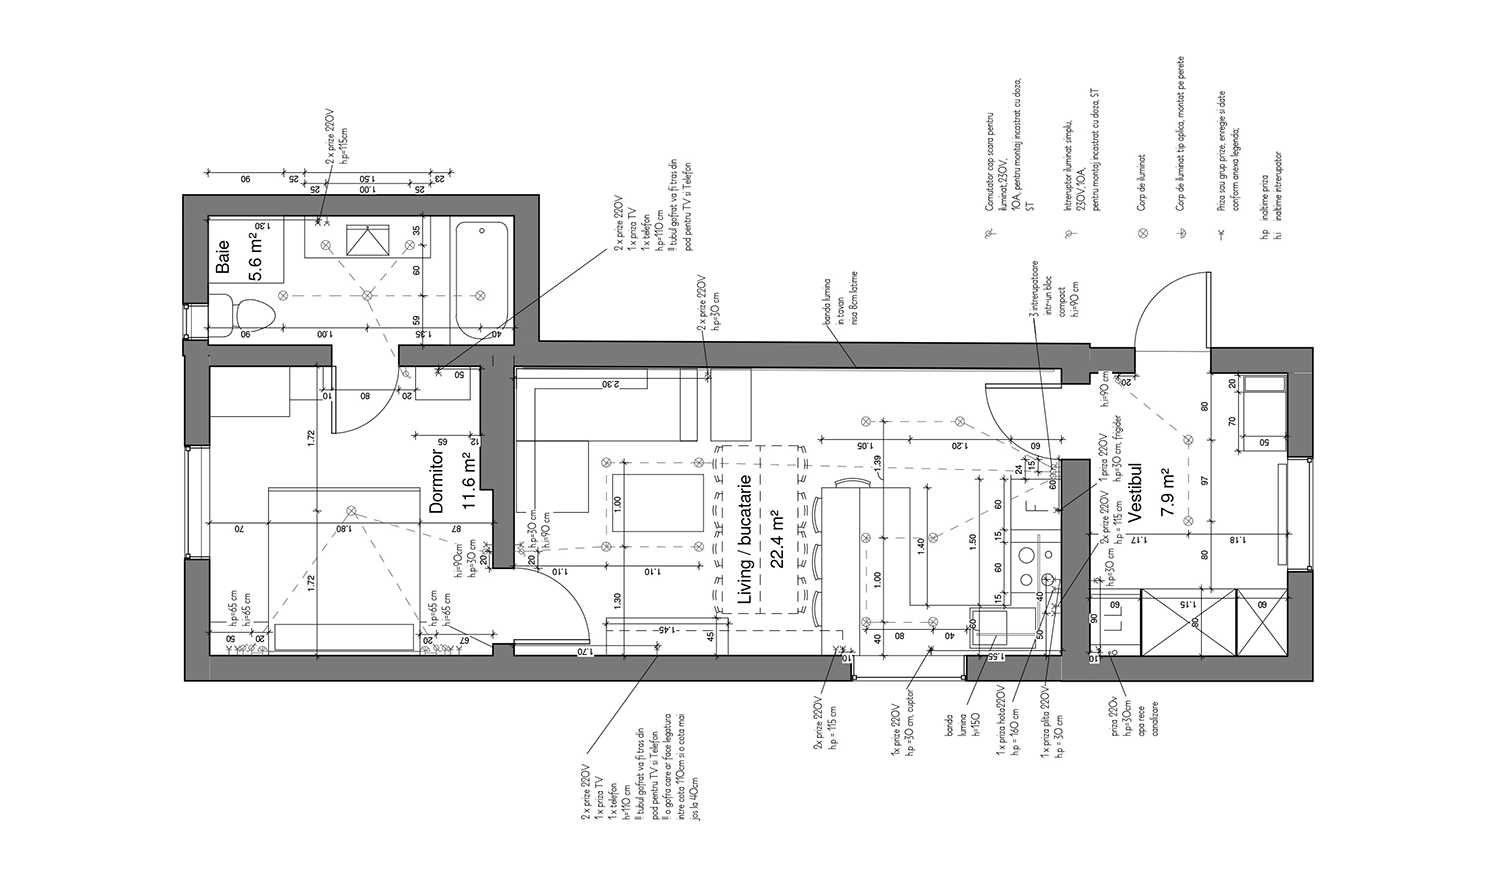 2 x prize 220V
h.p=115cm
90
25
1.50
1.00
25
25
23
Baie
5.6 m²
1.30
35
60
59
90
1.00
1.35
40
2 x prize 220V
1 x priza TV
1 x telefon
h.p=110 cm
!! tubul gofrat va fi tras din
pod pentru TV si Telefon
2 x prize 220V
h.p=30 cm
banda lumina
in tavan
nisa 8cm latime
3 intrerupatoare
intr-un bloc
compact
h.i=90 cm
Comutator cap scara pentru
iluminat,230V,
10A, pentru montaj incastrat cu doza,
ST
Intreruptor iluminat simplu,
230V,10A,
pentru montaj incastrat cu doza, ST
Corp de iluminat
Corp de iluminat tip aplica, montat pe perete
Priza sau grup prize, enregie si date
conform anexa legenda;
h.p inaltime priza
h.i inaltime intrerupator
Dormitor
11.6 m²
10
80
20
50
65
12
1.72
70
1.80
87
1.72
h.i=90cm
h.p=30 cm
20
h.p=65 cm
h.i=65 cm
h.p=65 cm
h.i=65 cm
50
20
20
67
Living / bucatarie
22.4 m²
2.30
h.p=30 cm
h.i=90 cm
20
1.00
1.10
1.10
1.30
1.45
45
1.70
1.05
1.20
60
1.39
24
15
60
60
15
60
15
1.50
1.40
1.00
40
80
40
60
40
50
10
1.55
Vestibul
7.9 m²
h.i=90 cm
20
80
97
80
20
70
50
1.17
1.18
60
1.15
60
80
90
10
h.p=30 cm
1 priza 220V
h.p=30 cm, frigider
2x prize 220V
h.p = 115 cm
2 x prize 220V
1 x priza TV
1 x telefon
h=110 cm
!! tubul gofrat va fi tras din
pod pentru TV si Telefon
!! o gofra care ar face legatura
intre cota 110cm si o cota mai
jos la 40cm
2x prize 220V
h.p = 115 cm
1x prize 220V
h.p =30 cm, cuptor
banda
lumina
h=150
1 x priza hota220V
h.p = 160 cm
1 x priza plita 220V
h.p = 30 cm
priza 220v
h.p=30cm
apa rece
canalizare